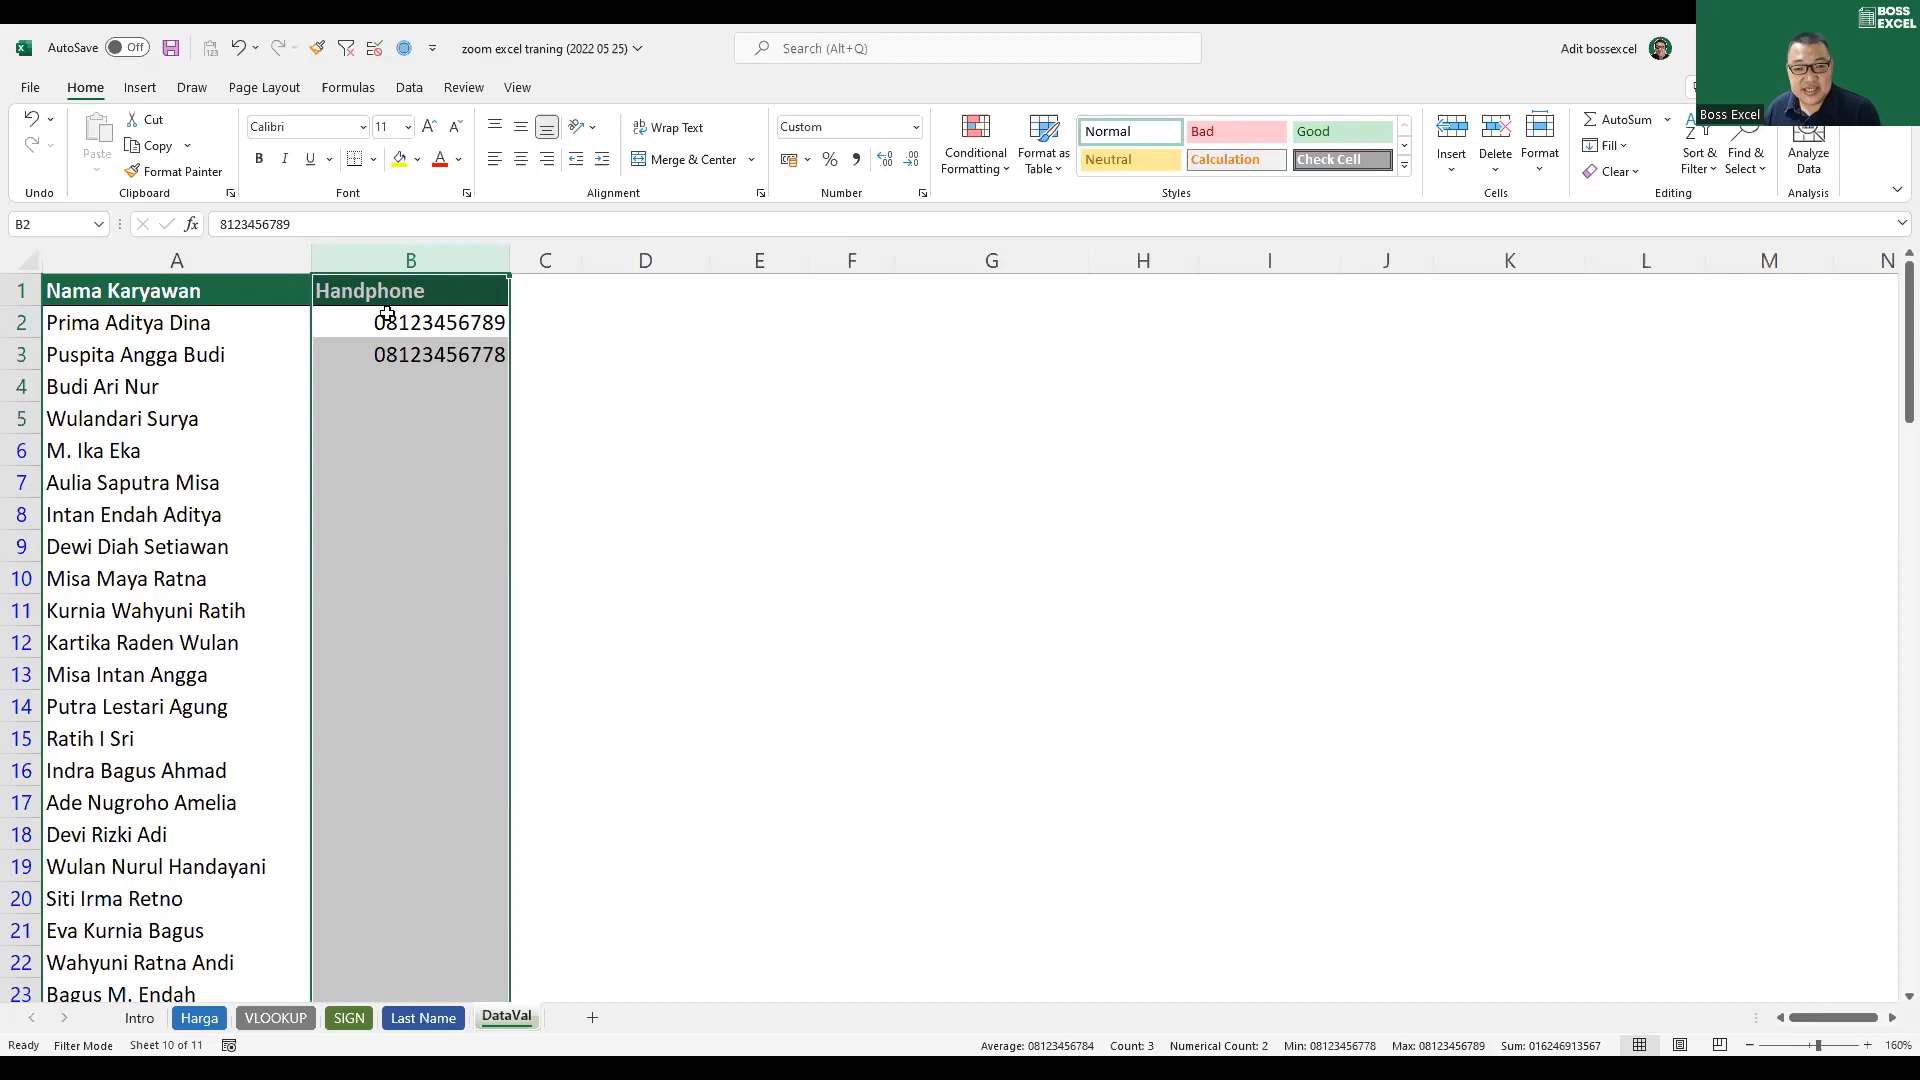 BOSS
EXCEL
AutoSave Off
zoom excel traning (2022 05 25)
Search (Alt+Q)
Adit bossexcel
Boss Excel
File Home Insert Draw Page Layout Formulas Data Review View
Paste
Cut
Copy
Format Painter
Calibri 11
B I U
A
Wrap Text
Merge & Center
Custom
Conditional
Formatting
Format as
Table
Normal Bad Good
Neutral Calculation Check Cell
Insert
Delete
Format
AutoSum
Fill
Clear
Sort &
Filter
Find &
Select
Analyze
Data
Undo Clipboard Font Alignment Number Styles Cells Editing Analysis
B2 fx 8123456789
A B C D E F G H I J K L M N
1 Nama Karyawan Handphone
2 Prima Aditya Dina 08123456789
3 Puspita Angga Budi 08123456778
4 Budi Ari Nur
5 Wulandari Surya
6 M. Ika Eka
7 Aulia Saputra Misa
8 Intan Endah Aditya
9 Dewi Diah Setiawan
10 Misa Maya Ratna
11 Kurnia Wahyuni Ratih
12 Kartika Raden Wulan
13 Misa Intan Angga
14 Putra Lestari Agung
15 Ratih I Sri
16 Indra Bagus Ahmad
17 Ade Nugroho Amelia
18 Devi Rizki Adi
19 Wulan Nurul Handayani
20 Siti Irma Retno
21 Eva Kurnia Bagus
22 Wahyuni Ratna Andi
23 Bagus M. Endah
Intro Harga VLOOKUP SIGN Last Name DataVal
Ready Filter Mode Sheet 10 of 11 Average: 08123456784 Count: 3 Numerical Count: 2 Min: 08123456778 Max: 08123456789 Sum: 016246913567 160%